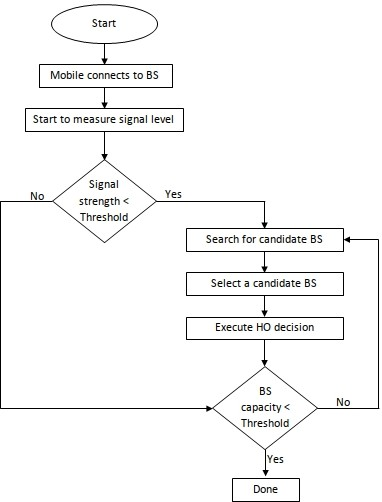 Start
Mobile connects to BS
Start to measure signal level
Signal
strength <
Threshold
No
Yes
Search for candidate BS
Select a candidate BS
Execute HO decision
BS
capacity <
Threshold
No
Yes
Done